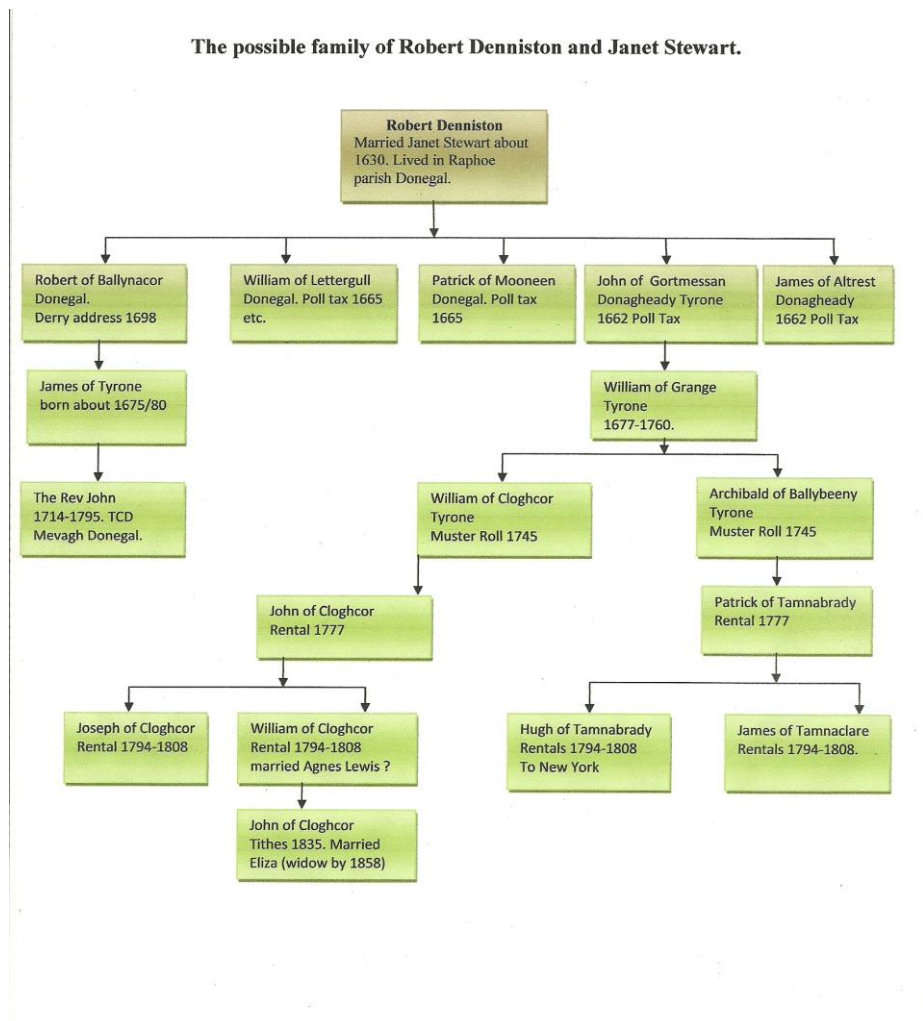 The possible family of Robert Denniston and Janet Stewart.
Robert Denniston
Married Janet Stewart about
1630. Lived in Raphoe
parish Donegal.
Robert of Ballynacor
Donegal.
Derry address 1698
William of Lettergull
Donegal. Poll tax 1665
etc.
Patrick of Mooneen
Donegal. Poll tax
1665
John of Gortmessan
Donagheady Tyrone
1662 Poll Tax
James of Altrest
Donagheady
1662 Poll Tax
James of Tyrone
born about 1675/80
William of Grange
Tyrone
1677-1760.
The Rev John
1714-1795. TCD
Mevagh Donegal.
William of Cloghcor
Tyrone
Muster Roll 1745
Archibald of Ballybeeny
Tyrone
Muster Roll 1745
John of Cloghcor
Rental 1777
Patrick of Tamnabrady
Rental 1777
Joseph of Cloghcor
Rental 1794-1808
William of Cloghcor
Rental 1794-1808
married Agnes Lewis ?
Hugh of Tamnabrady
Rentals 1794-1808
To New York
James of Tamnaclare
Rentals 1794-1808.
John of Cloghcor
Tithes 1835. Married
Eliza (widow by 1858)